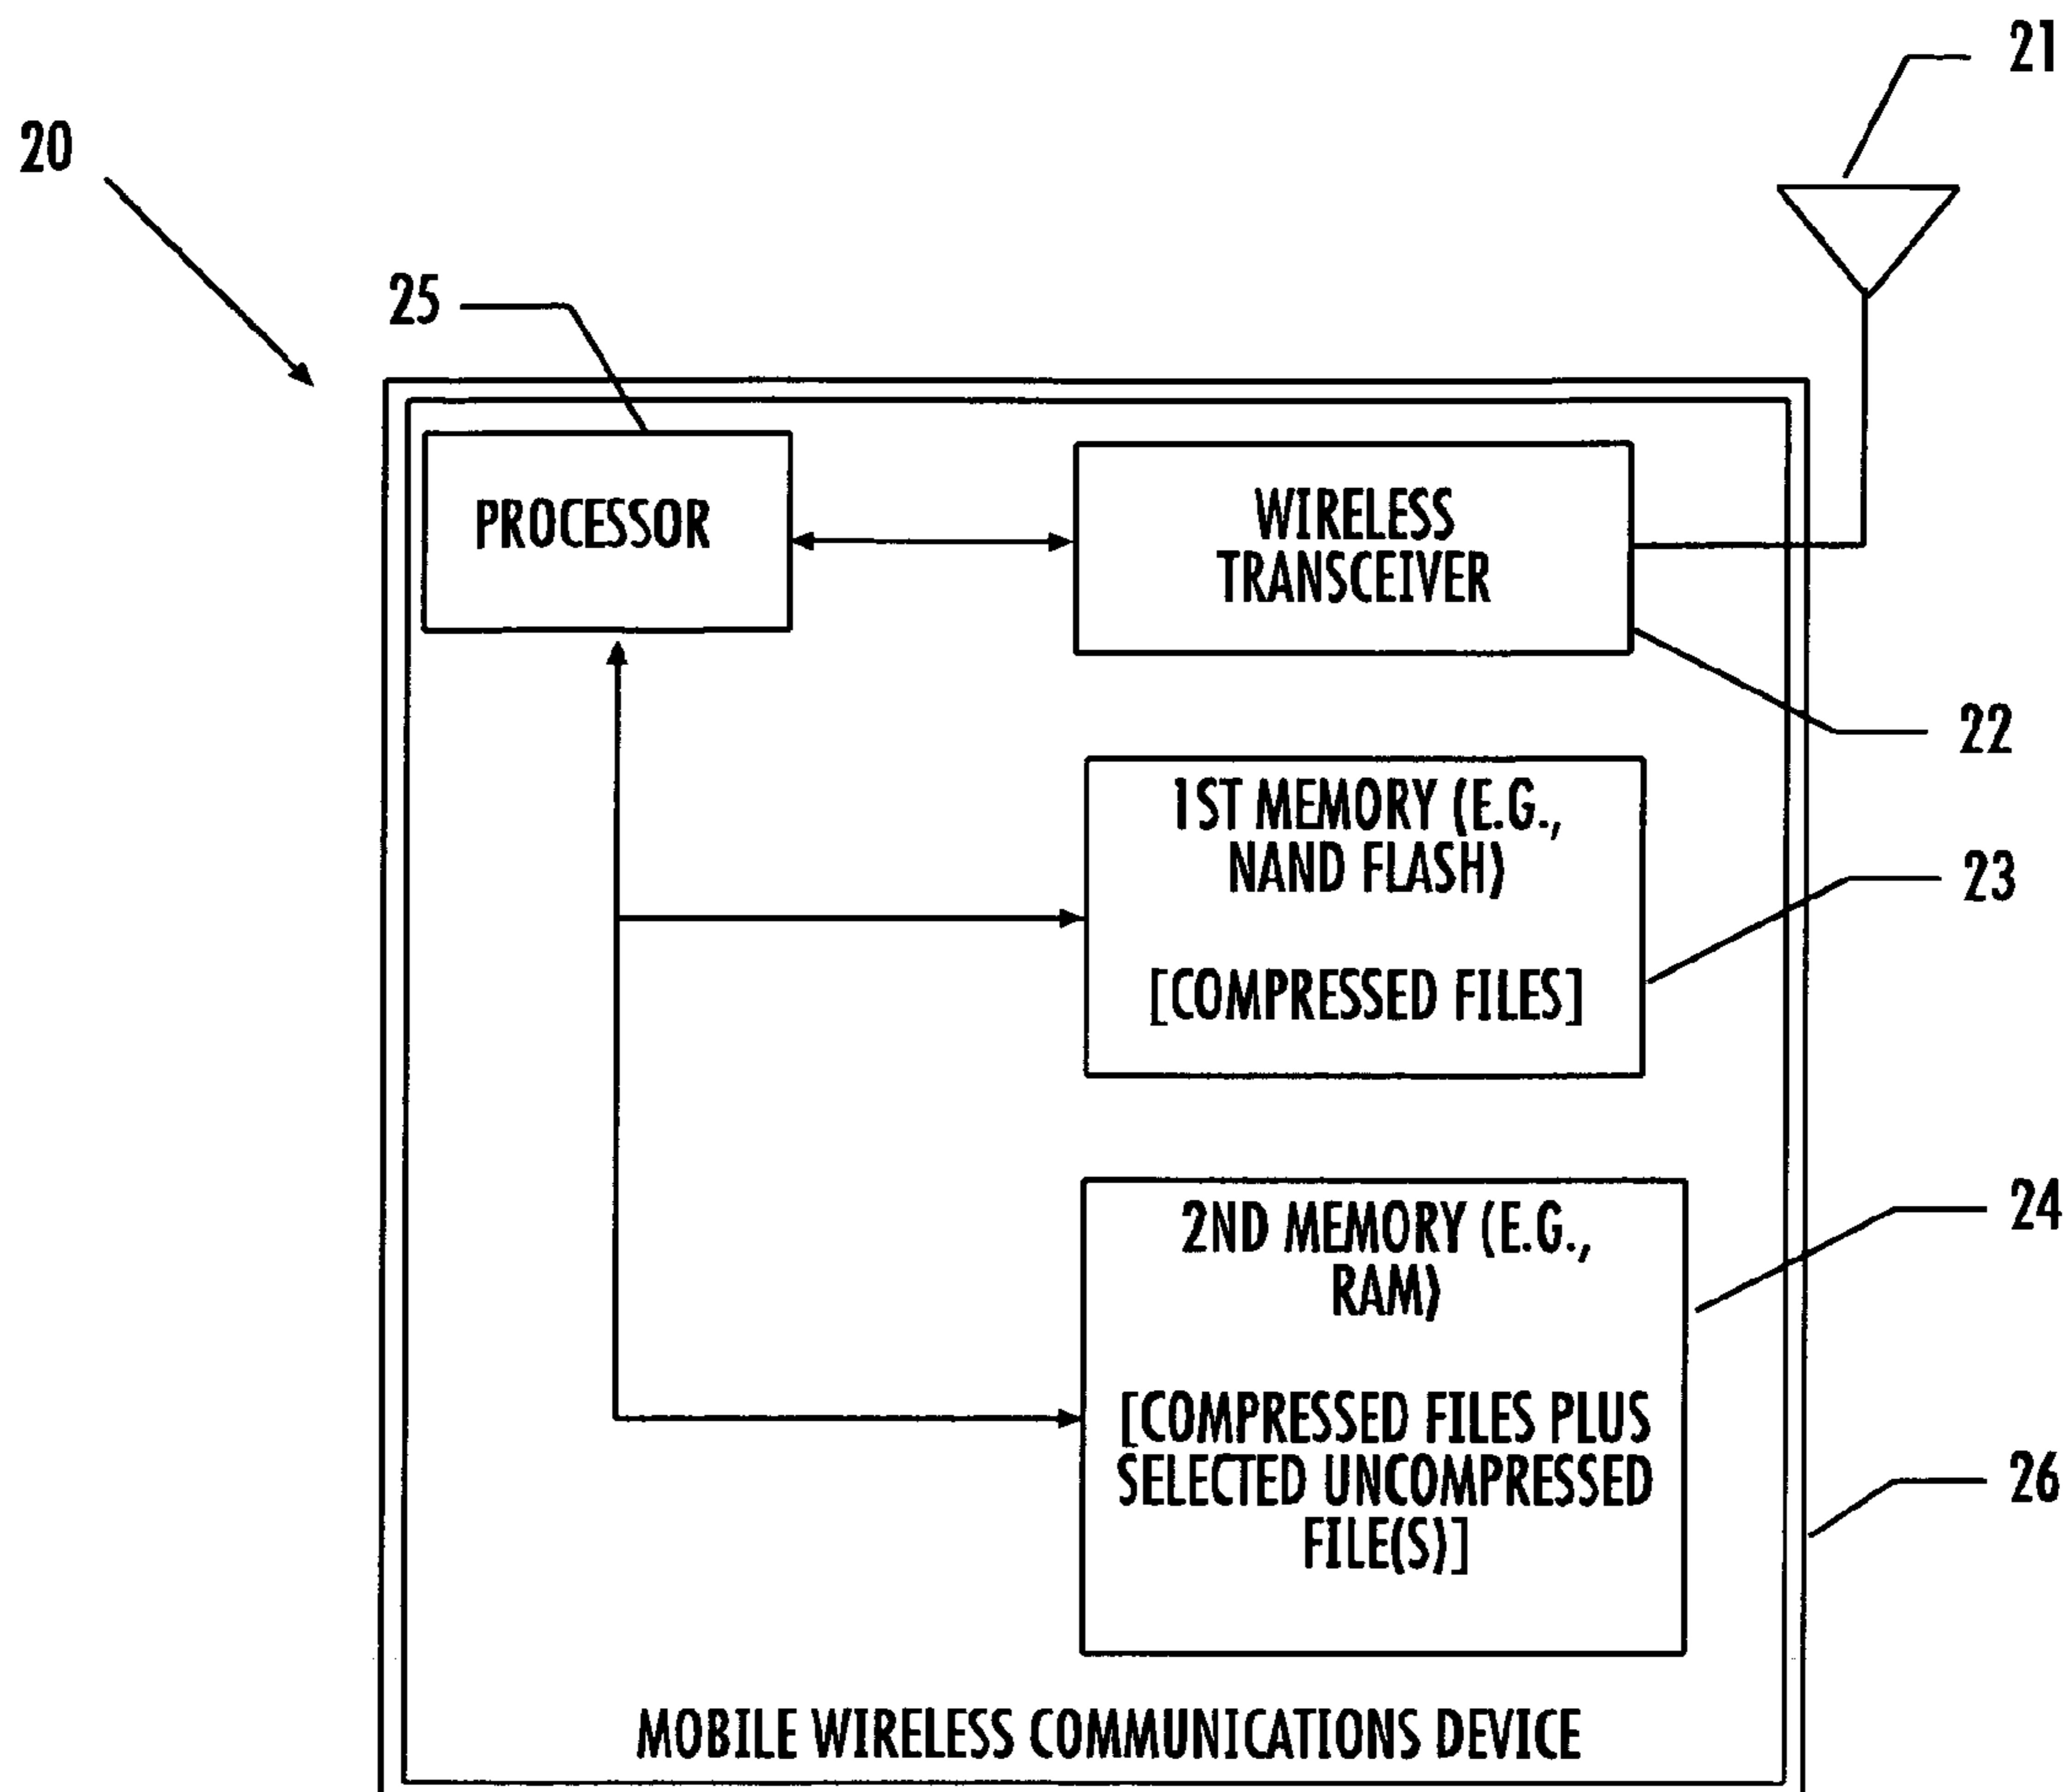 21
20
25
PROCESSOR
WIRELESS
TRANSCEIVER
22
1ST MEMORY (E.G.,
NAND FLASH)
[COMPRESSED FILES]
23
2ND MEMORY (E.G.,
RAM)
[COMPRESSED FILES PLUS
SELECTED UNCOMPRESSED
FILE(S)]
24
26
MOBILE WIRELESS COMMUNICATIONS DEVICE